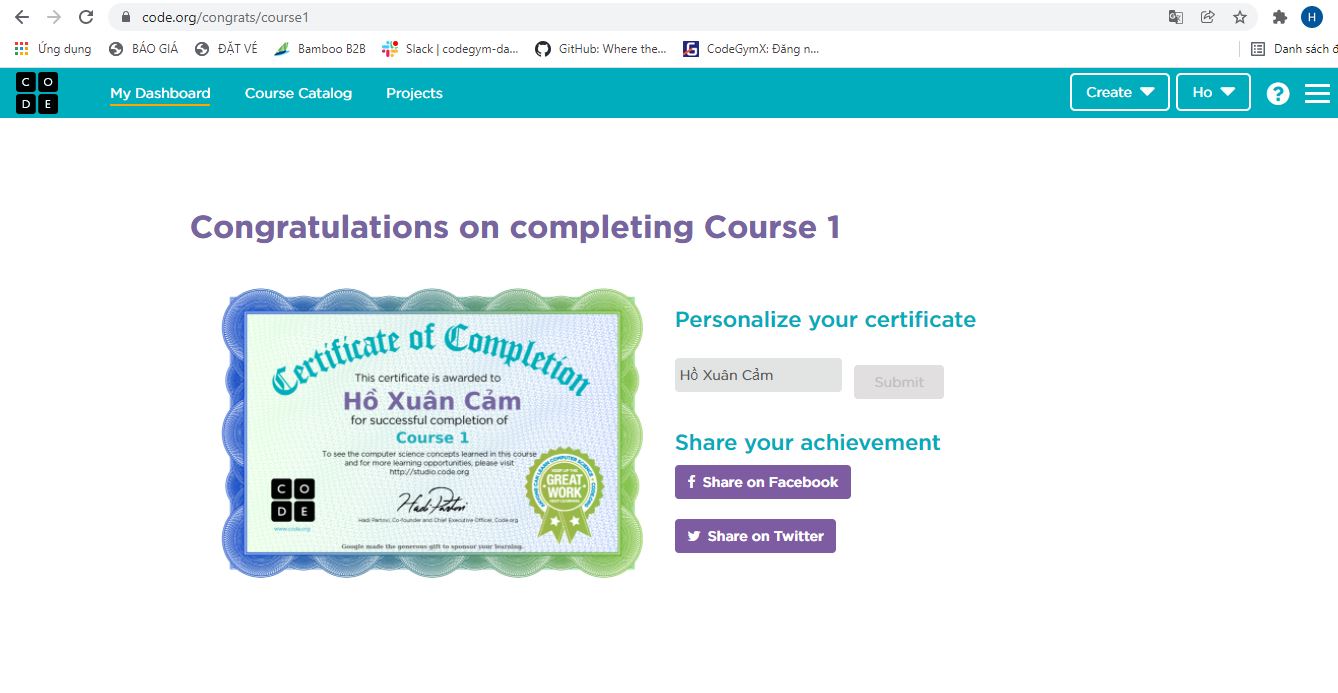 code.org/congrats/course1
H
Ứng dụng BÁO GIÁ ĐẶT VÉ Bamboo B2B Slack | codegym-da... GitHub: Where the... CodeGymX: Đăng n... Danh sách đ
C O
D E
My Dashboard Course Catalog Projects Create Ho ?
Congratulations on completing Course 1
Certificate of Completion
This certificate is awarded to
Hồ Xuân Cảm
for successful completion of
Course 1
To see the computer science concepts learned in this course
and for more learning opportunities, please visit
http://studio.code.org
C O
D E
www.code.org
Hadi Partovi
Hadi Partovi, Co-founder and Chief Executive Officer, Code.org
KEEP UP THE
GREAT
WORK
Google made the generous gift to sponsor your learning.
Personalize your certificate
Hồ Xuân Cảm Submit
Share your achievement
f Share on Facebook
Share on Twitter